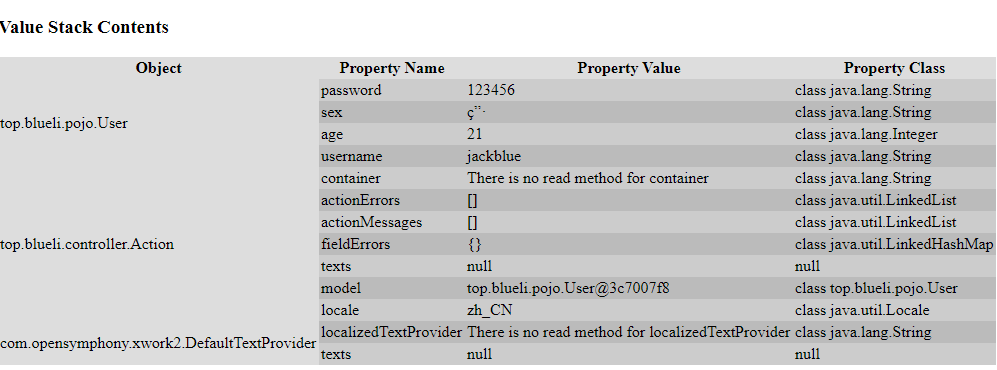 Value Stack Contents
Object Property Name Property Value Property Class
top.blueli.pojo.User
password 123456 class java.lang.String
sex ç”· class java.lang.String
age 21 class java.lang.Integer
username jackblue class java.lang.String
top.blueli.controller.Action
container There is no read method for container class java.lang.String
actionErrors [] class java.util.LinkedList
actionMessages [] class java.util.LinkedList
fieldErrors {} class java.util.LinkedHashMap
texts null null
model top.blueli.pojo.User@3c7007f8 class top.blueli.pojo.User
locale zh_CN class java.util.Locale
com.opensymphony.xwork2.DefaultTextProvider
localizedTextProvider There is no read method for localizedTextProvider class java.lang.String
texts null null